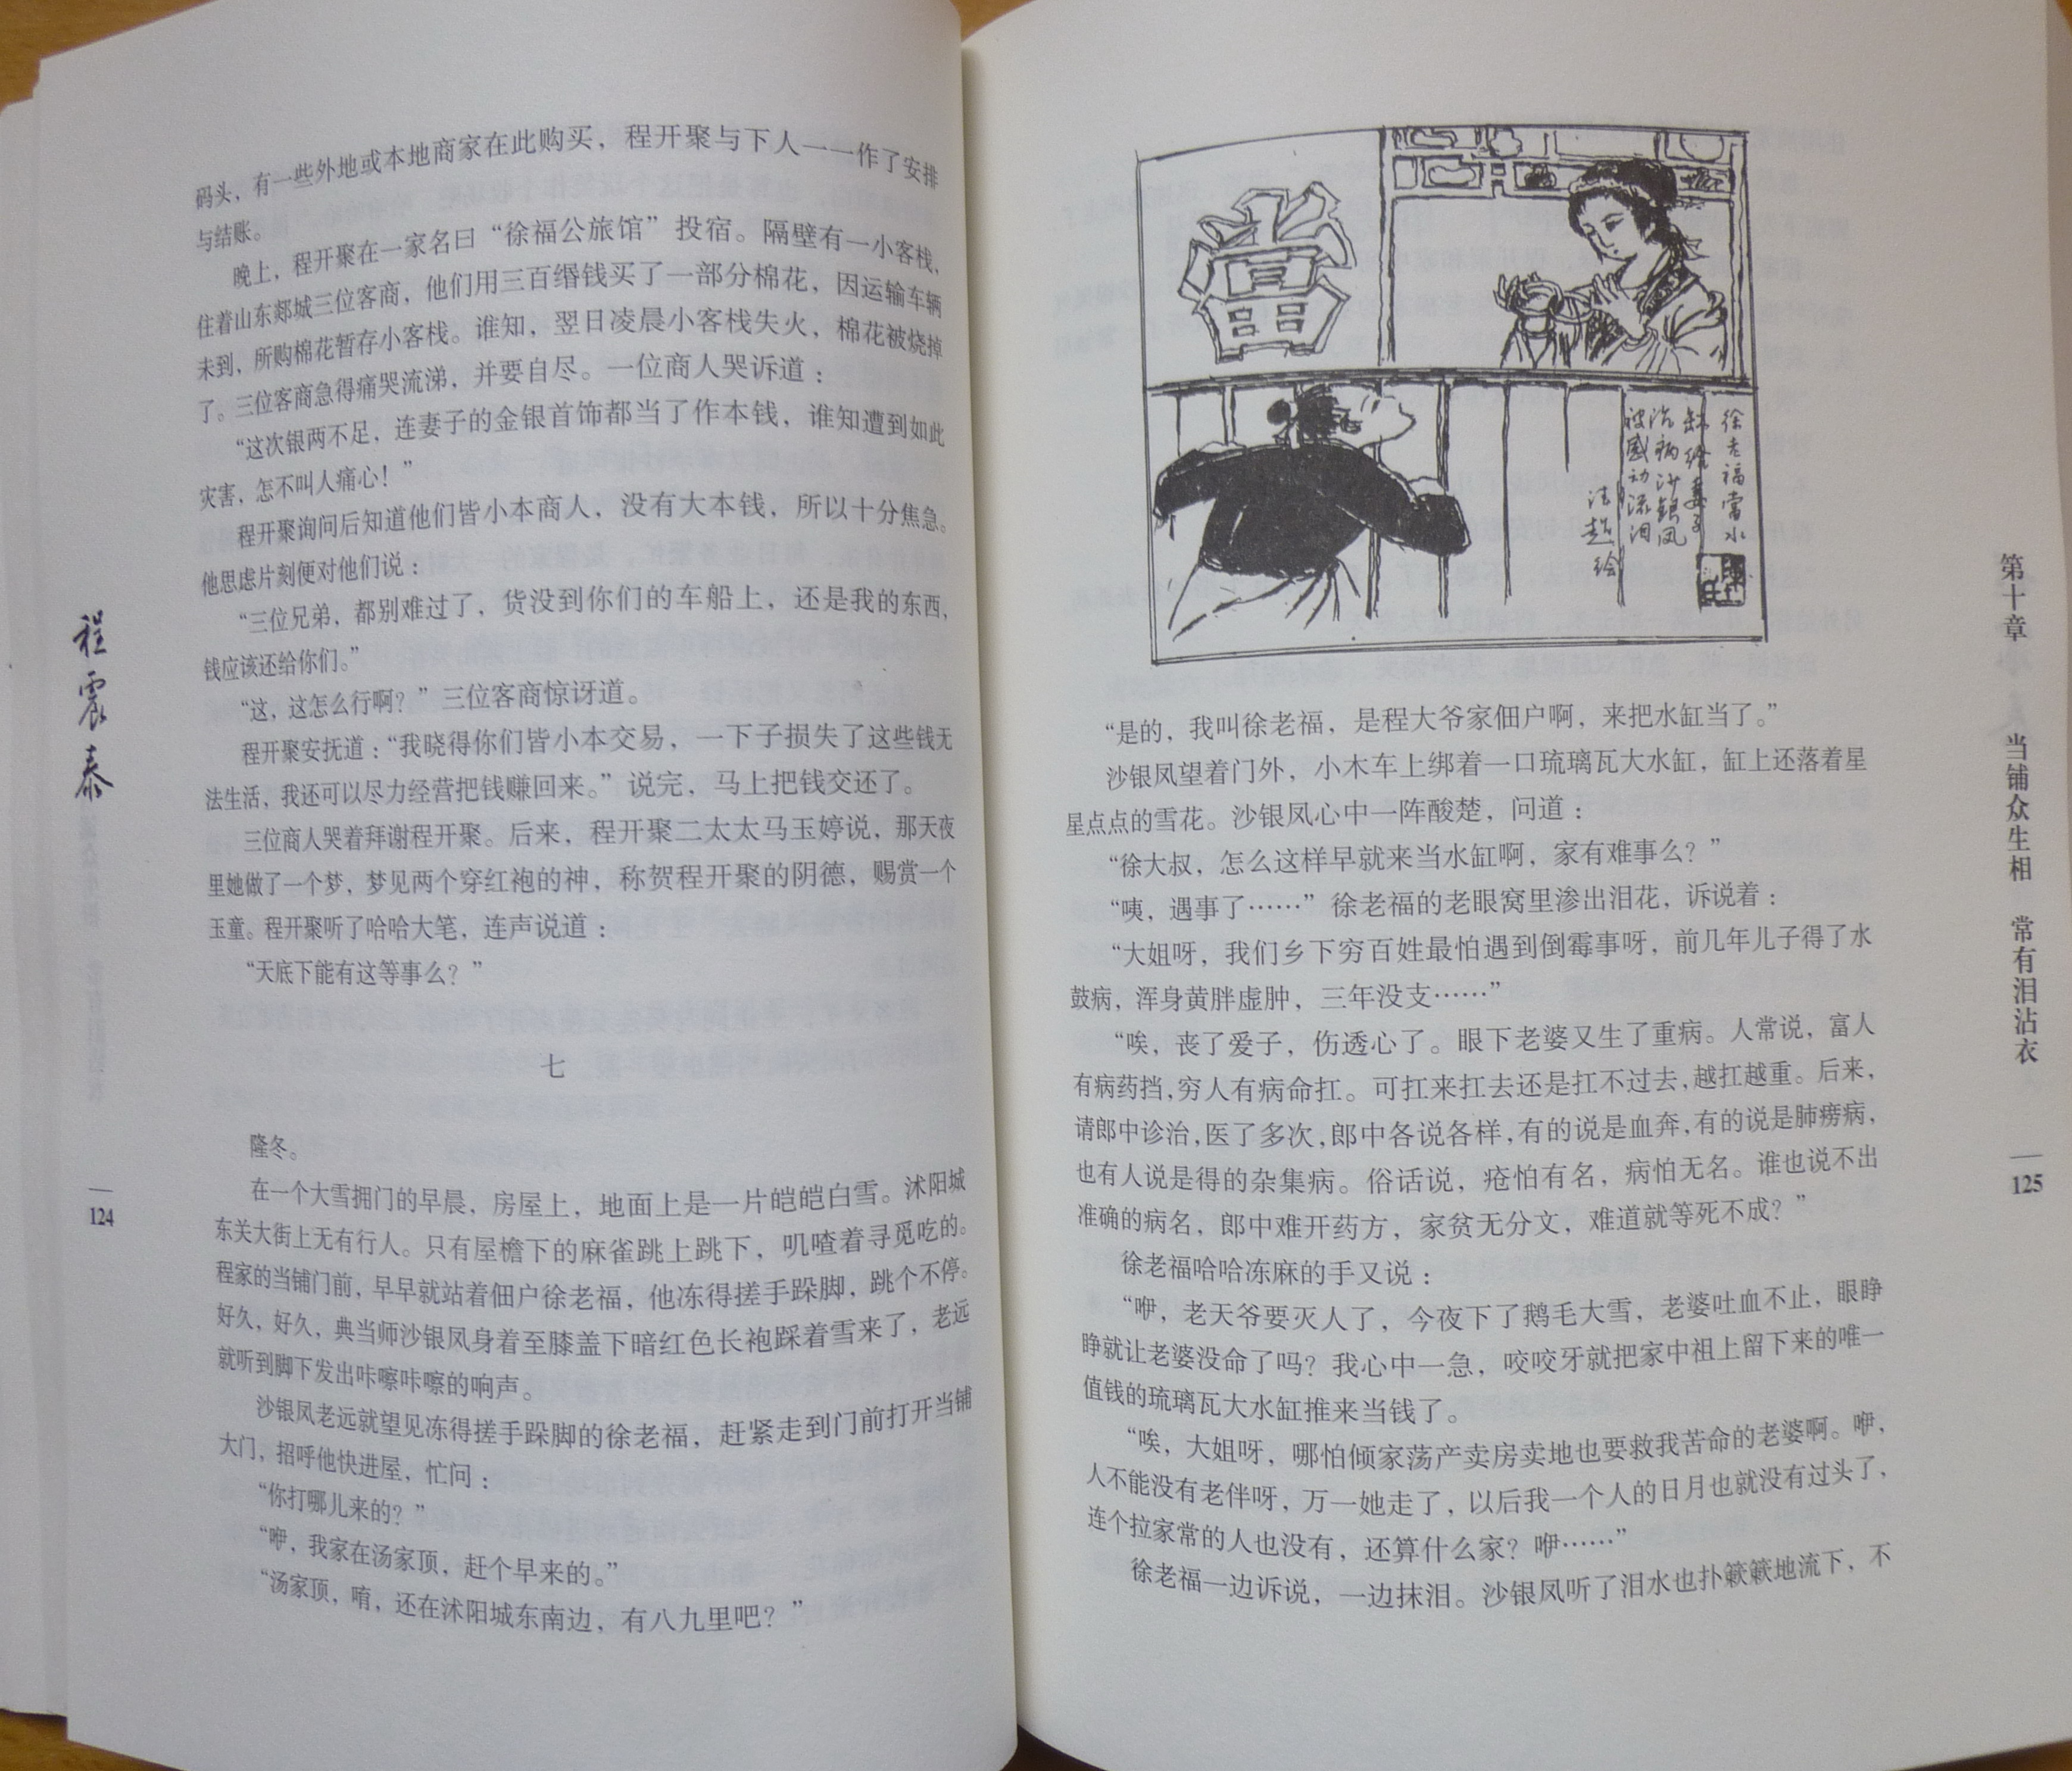 码头，有一些外地或本地商家在此购买，程开聚与下人一一作了安排
与结账。
晚上，程开聚在一家名曰“徐福公旅馆”投宿。隔壁有一小客栈，
住着山东郯城三位客商，他们用三百缗钱买了一部分棉花，因运输车辆
未到，所购棉花暂存小客栈。谁知，翌日凌晨小客栈失火，棉花被烧掉
了。三位客商急得痛哭流涕，并要自尽。一位商人哭诉道：
“这次银两不足，连妻子的金银首饰都当了作本钱，谁知遭到如此
灾害，怎不叫人痛心！”
程开聚询问后知道他们皆小本商人，没有大本钱，所以十分焦急。
他思虑片刻便对他们说：
“三位兄弟，都别难过了，货没到你们的车船上，还是我的东西，
钱应该还给你们。”
“这，这怎么行啊？”三位客商惊讶道。
程开聚安抚道：“我晓得你们皆小本交易，一下子损失了这些钱无
法生活，我还可以尽力经营把钱赚回来。”说完，马上把钱交还了。
三位商人哭着拜谢程开聚。后来，程开聚二太太马玉婷说，那天夜
里她做了一个梦，梦见两个穿红袍的神，称贺程开聚的阴德，赐赏一个
玉童。程开聚听了哈哈大笔，连声说道：
“天底下能有这等事么？”
七
隆冬。
在一个大雪拥门的早晨，房屋上，地面上是一片皑皑白雪。沭阳城
东关大街上无有行人。只有屋檐下的麻雀跳上跳下，叽喳着寻觅吃的。
程家的当铺门前，早早就站着佃户徐老福，他冻得搓手跺脚，跳个不停。
好久，好久，典当师沙银凤身着至膝盖下暗红色长袍踩着雪来了，老远
就听到脚下发出咔嚓咔嚓的响声。
沙银凤老远就望见冻得搓手跺脚的徐老福，赶紧走到门前打开当铺
大门，招呼他快进屋，忙问：
“你打哪儿来的？”
“咿，我家在汤家顶，赶个早来的。”
“汤家顶，唷，还在沭阳城东南边，有八九里吧？”
程震泰
124
當
徐老福當水
缸给妻子
治病沙銀凤
被感动流泪
法超绘
“是的，我叫徐老福，是程大爷家佃户啊，来把水缸当了。”
沙银凤望着门外，小木车上绑着一口琉璃瓦大水缸，缸上还落着星
星点点的雪花。沙银凤心中一阵酸楚，问道：
“徐大叔，怎么这样早就来当水缸啊，家有难事么？”
“咦，遇事了……”徐老福的老眼窝里渗出泪花，诉说着：
“大姐呀，我们乡下穷百姓最怕遇到倒霉事呀，前几年儿子得了水
鼓病，浑身黄胖虚肿，三年没支……”
“唉，丧了爱子，伤透心了。眼下老婆又生了重病。人常说，富人
有病药挡，穷人有病命扛。可扛来扛去还是扛不过去，越扛越重。后来，
请郎中诊治，医了多次，郎中各说各样，有的说是血奔，有的说是肺痨病，
也有人说是得的杂集病。俗话说，疮怕有名，病怕无名。谁也说不出
准确的病名，郎中难开药方，家贫无分文，难道就等死不成？”
徐老福哈哈冻麻的手又说：
“咿，老天爷要灭人了，今夜下了鹅毛大雪，老婆吐血不止，眼睁
睁就让老婆没命了吗？我心中一急，咬咬牙就把家中祖上留下来的唯一
值钱的琉璃瓦大水缸推来当钱了。
“唉，大姐呀，哪怕倾家荡产卖房卖地也要救我苦命的老婆啊。咿，
人不能没有老伴呀，万一她走了，以后我一个人的日月也就没有过头了，
连个拉家常的人也没有，还算什么家？咿……”
徐老福一边诉说，一边抹泪。沙银凤听了泪水也扑簌簌地流下，不
第十章 当铺众生相 常有泪沾衣
125